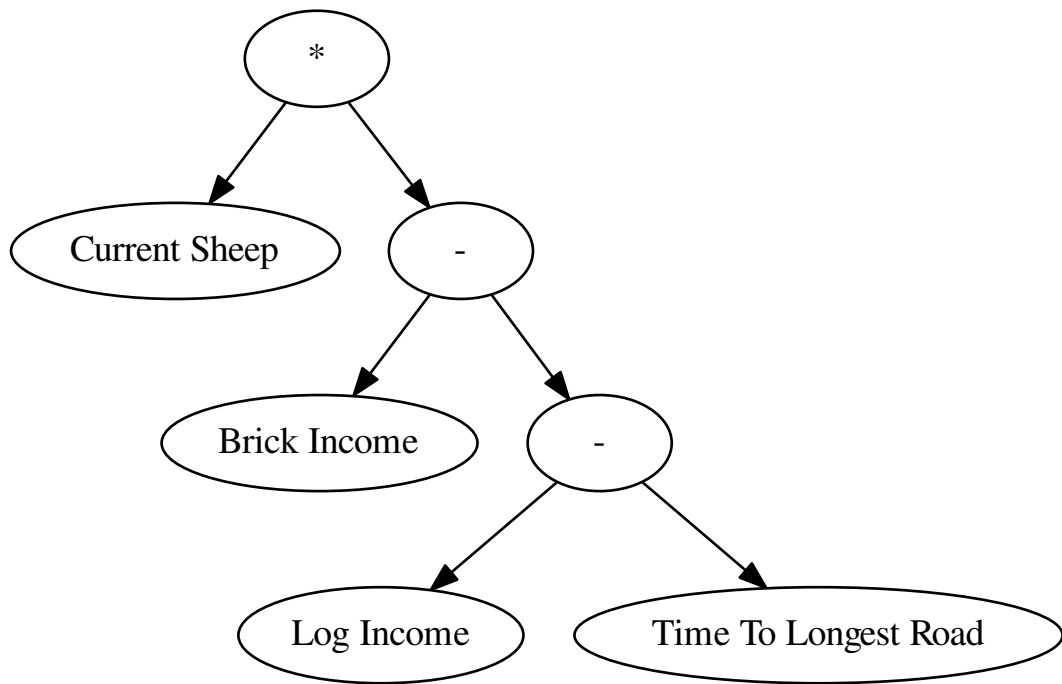 *
Current Sheep
-
Brick Income
-
Log Income
Time To Longest Road